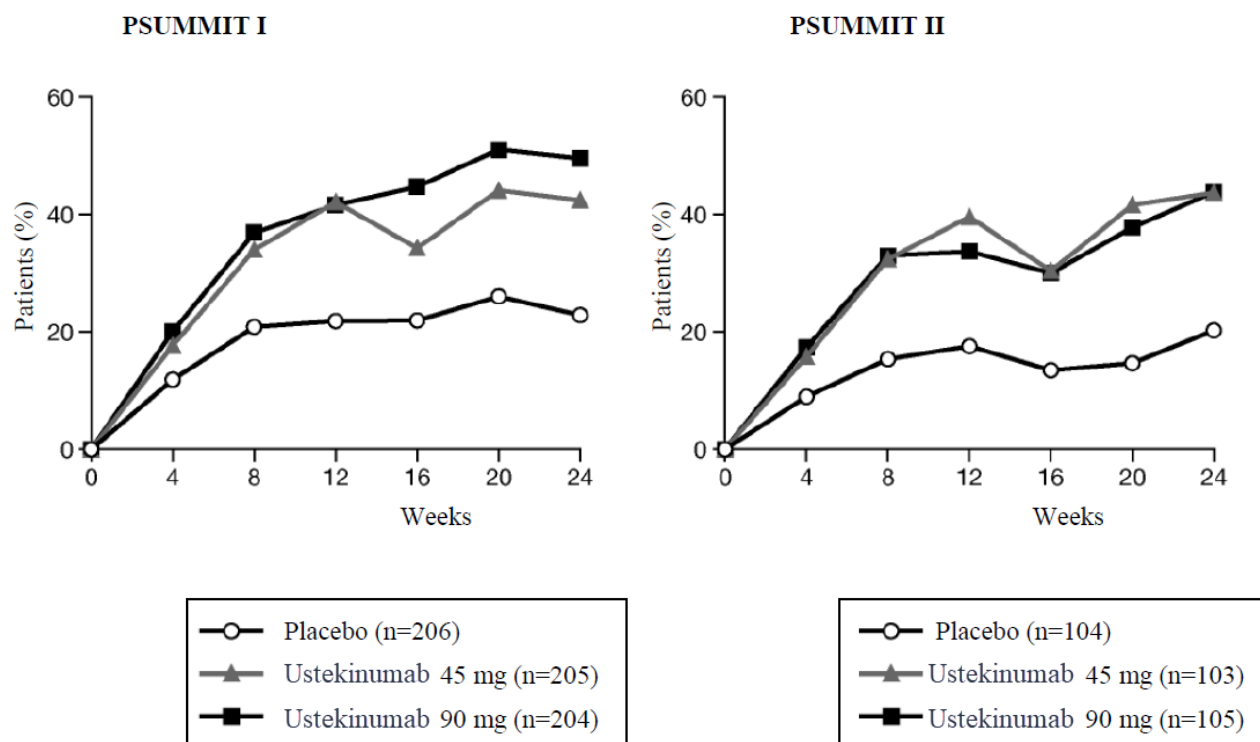 PSUMMIT I
60
40
20
0
Patients (%)
0 4 8 12 16 20 24
Weeks
Placebo (n=206)
Ustekinumab 45 mg (n=205)
Ustekinumab 90 mg (n=204)
PSUMMIT II
60
40
20
0
Patients (%)
0 4 8 12 16 20 24
Weeks
Placebo (n=104)
Ustekinumab 45 mg (n=103)
Ustekinumab 90 mg (n=105)